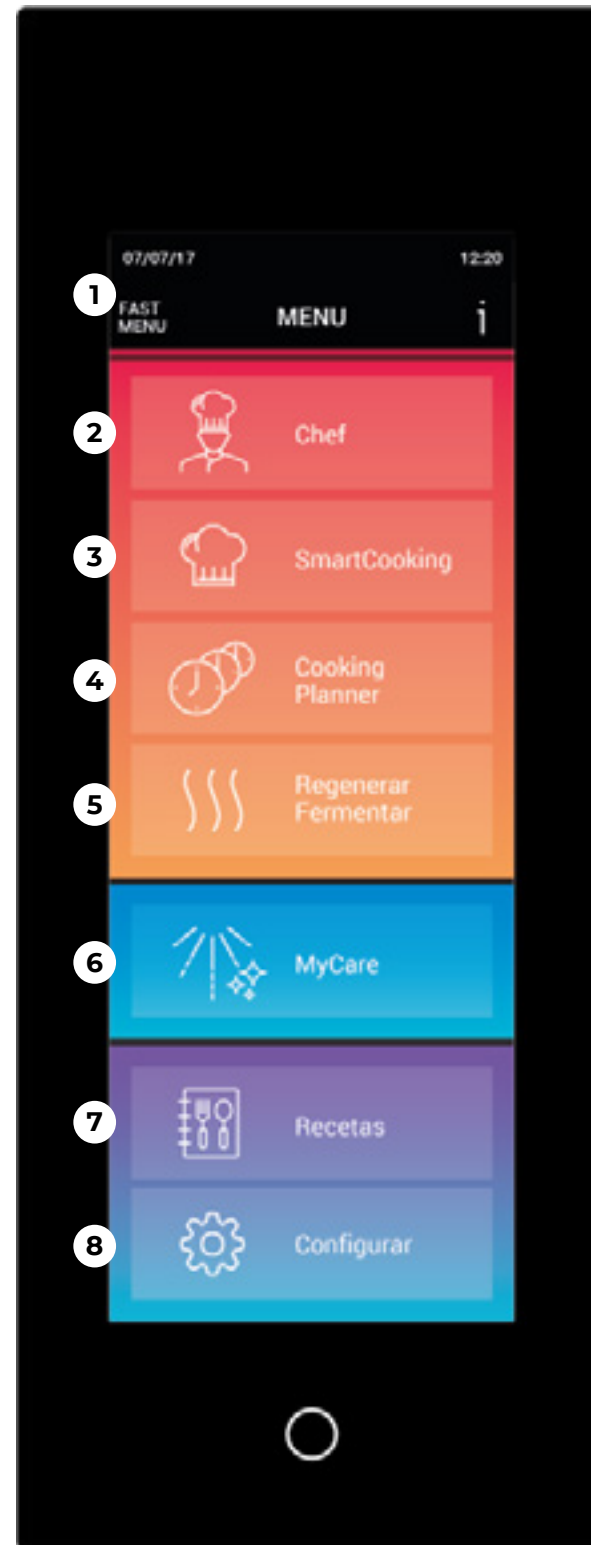 07/07/17 12:20
1
FAST
MENU
MENU i
2 Chef
3 SmartCooking
4 Cooking
Planner
5 Regenerar
Fermentar
6 MyCare
7 Recetas
8 Configurar